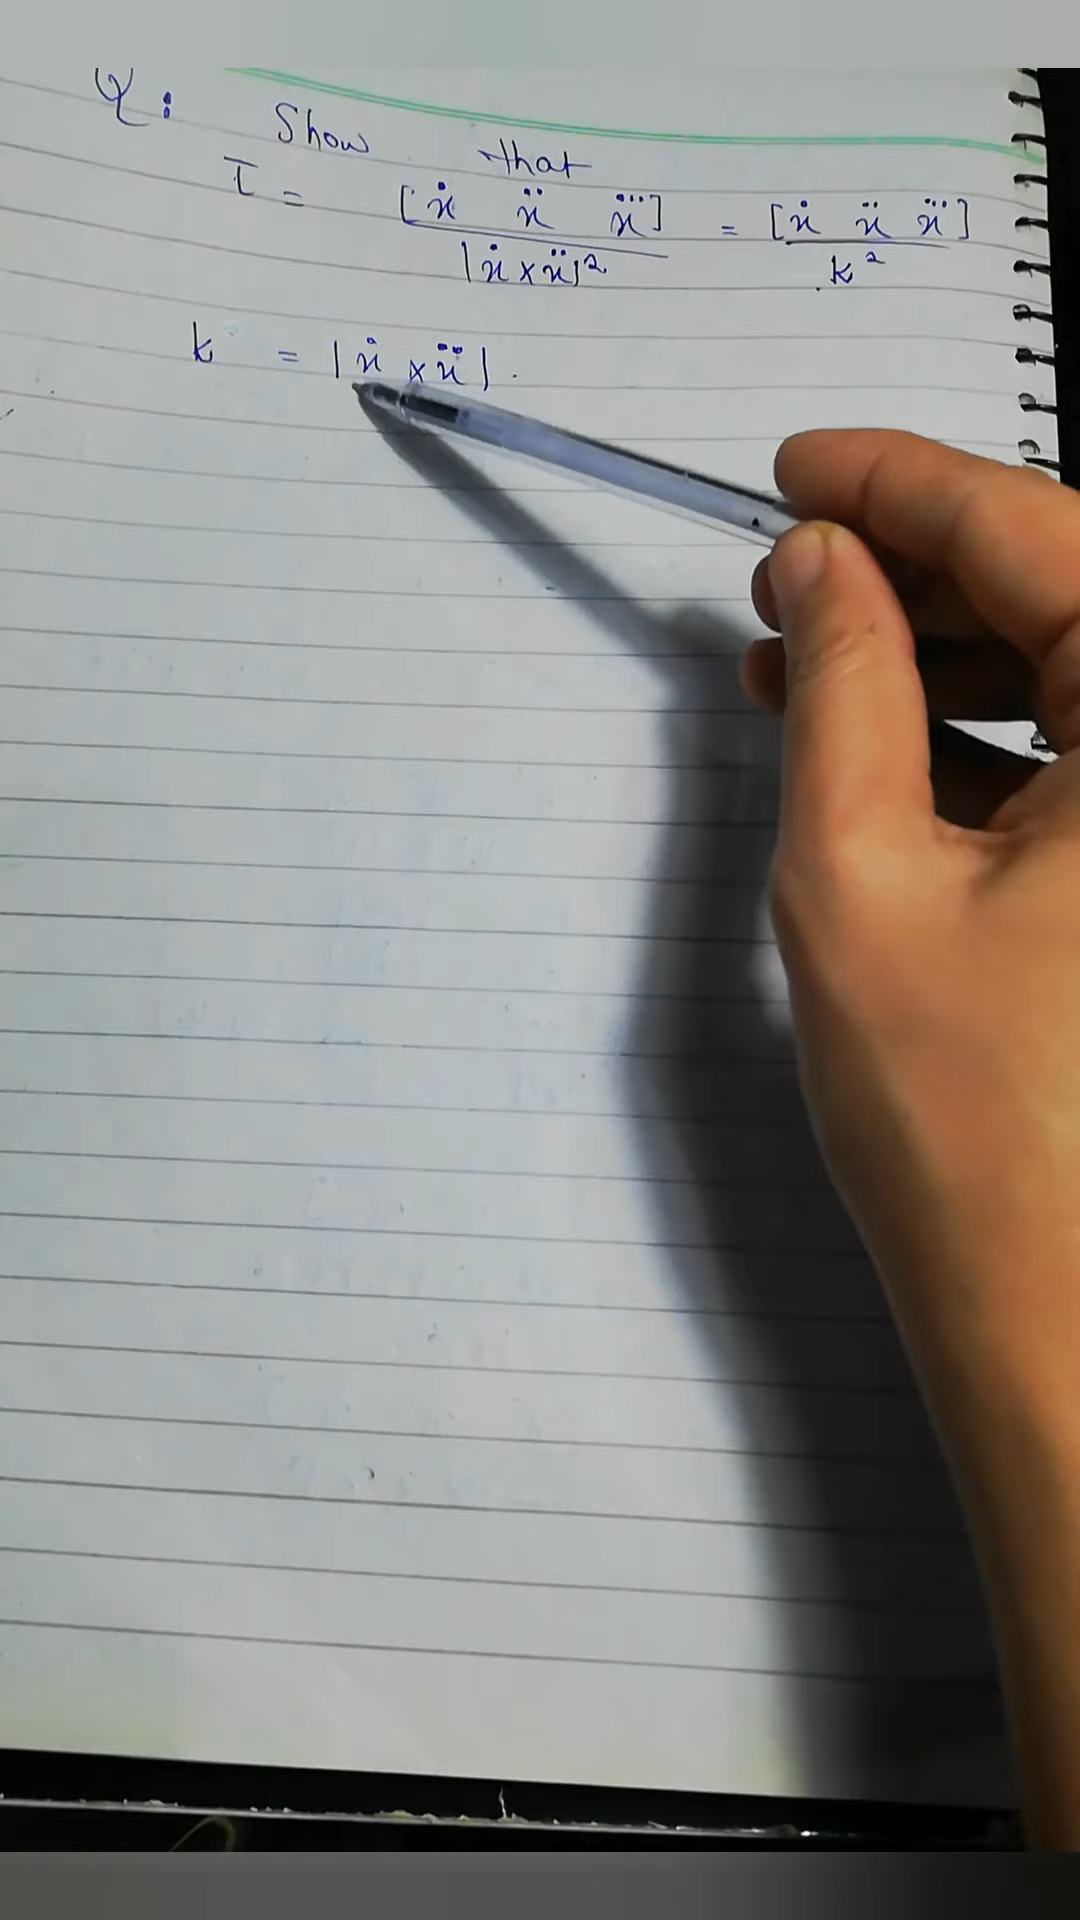 Q:
Show that
τ = [ẋ ẍ x⃛] / |ẋ × ẍ|² = [ẋ ẍ x⃛] / k²
k = |ẋ × ẍ|.